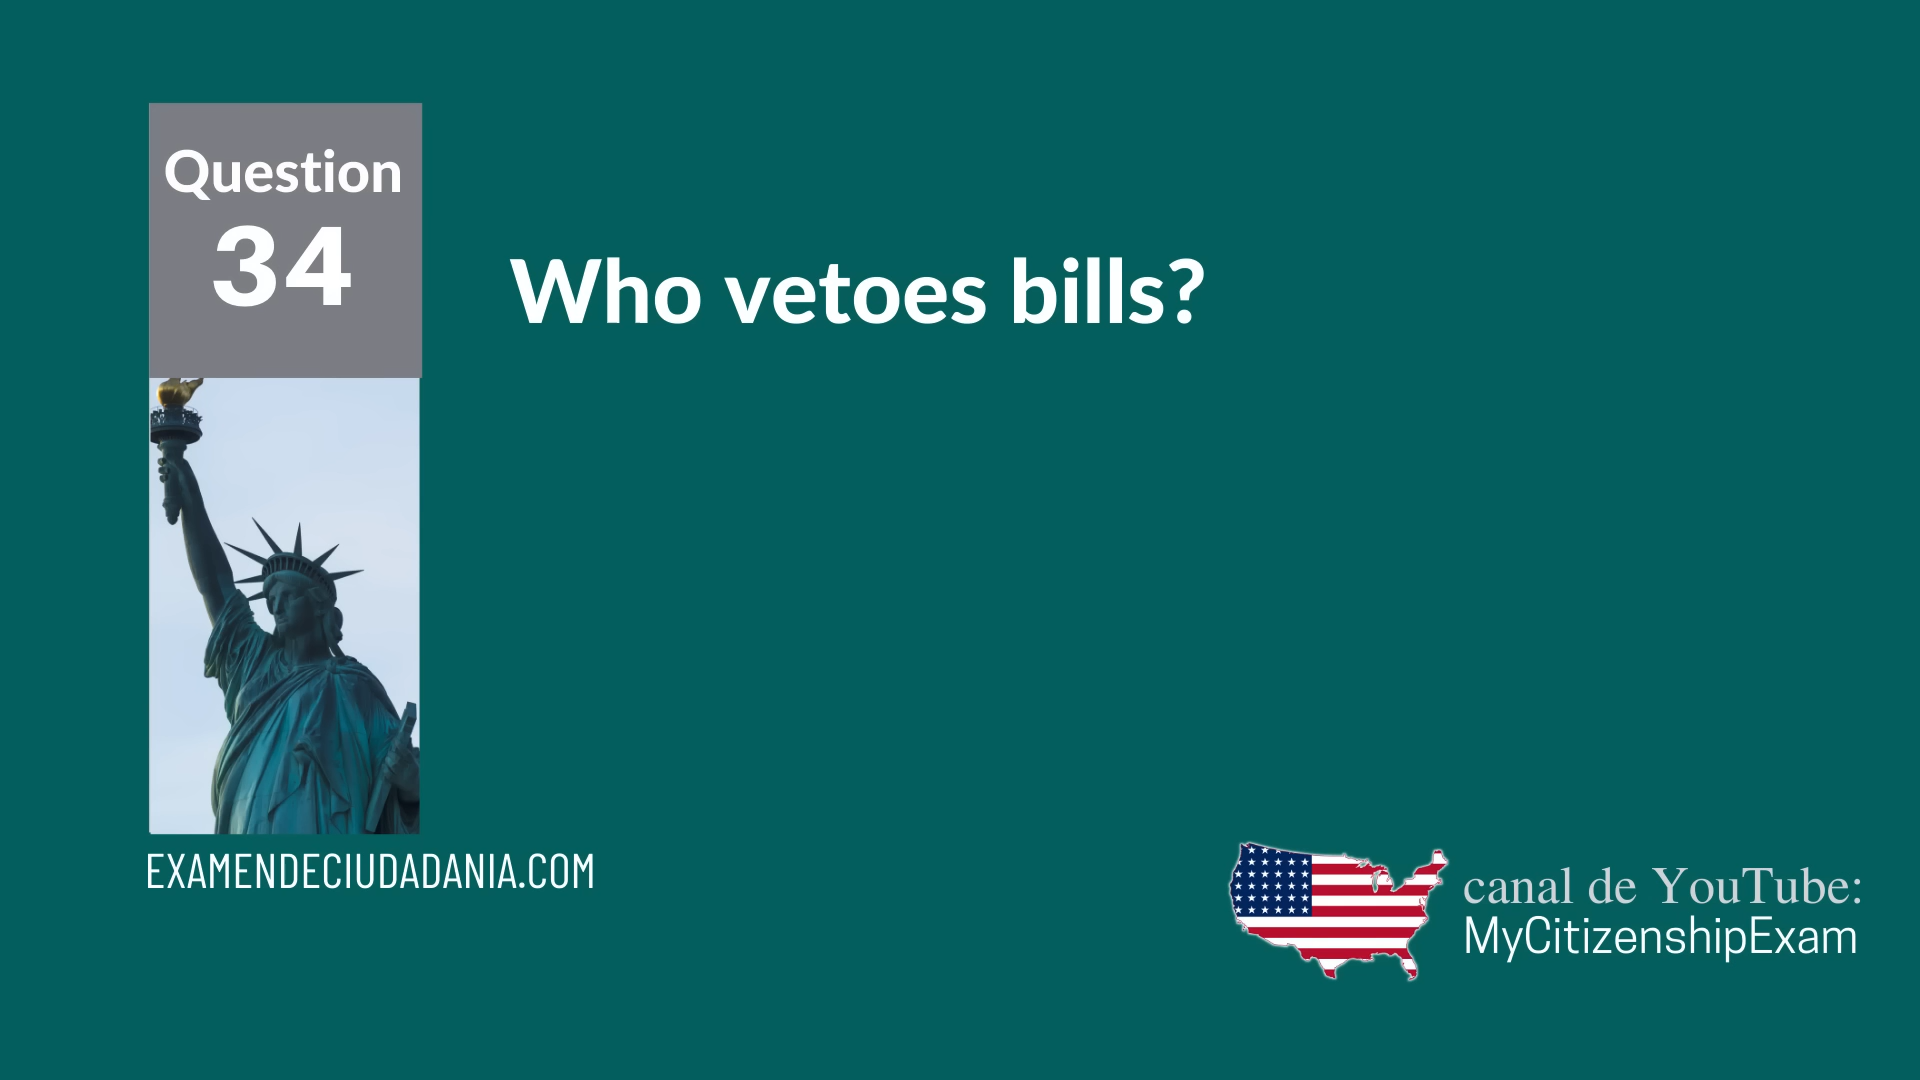 Question
34
Who vetoes bills?
EXAMENDECIUDADANIA.COM
canal de YouTube:
MyCitizenshipExam